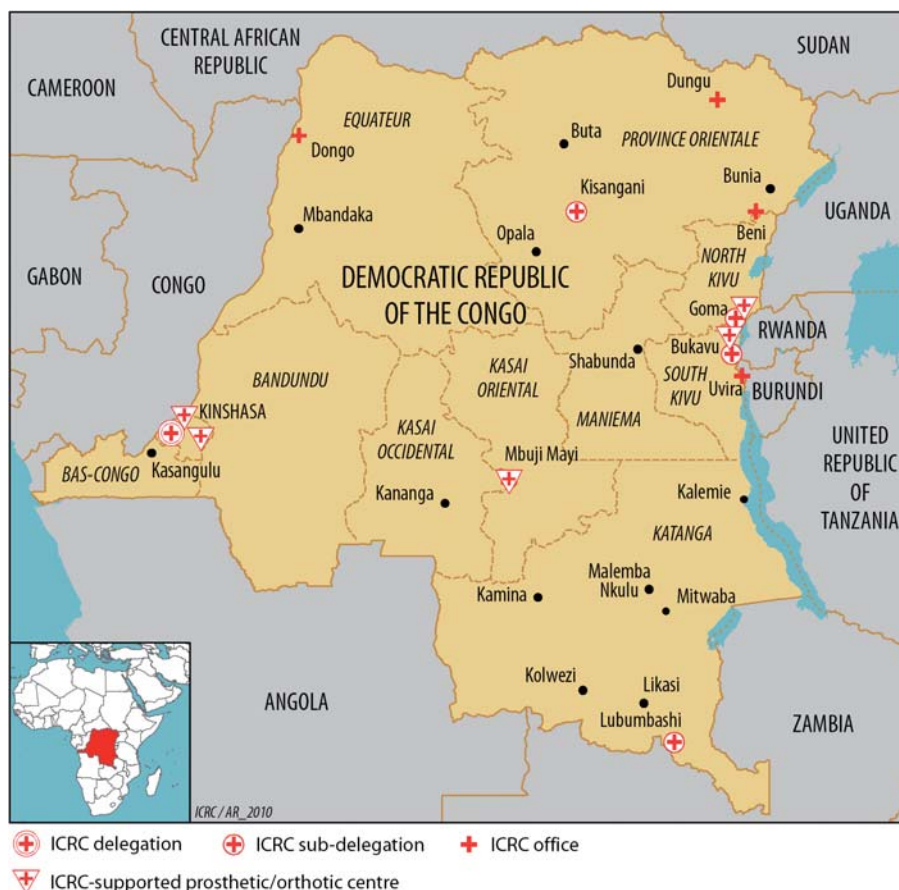 CENTRAL AFRICAN
REPUBLIC
SUDAN
CAMEROON
Dungu
EQUATEUR
Buta
PROVINCE ORIENTALE
Dongo
Kisangani
Bunia
Mbandaka
UGANDA
Beni
Opala
NORTH
KIVU
GABON
CONGO
DEMOCRATIC REPUBLIC
OF THE CONGO
Goma
RWANDA
Bukavu
Shabunda
KASAI
ORIENTAL
SOUTH
KIVU
Uvira
BURUNDI
BANDUNDU
KINSHASA
MANIEMA
KASAI
OCCIDENTAL
UNITED
REPUBLIC
OF
TANZANIA
Mbuji Mayi
BAS-CONGO
Kasangulu
Kananga
Kalemie
KATANGA
Malemba
Nkulu
Kamina
Mitwaba
Kolwezi
Likasi
ANGOLA
Lubumbashi
ZAMBIA
ICRC / AR_2010
ICRC delegation
ICRC sub-delegation
ICRC office
ICRC-supported prosthetic/orthotic centre